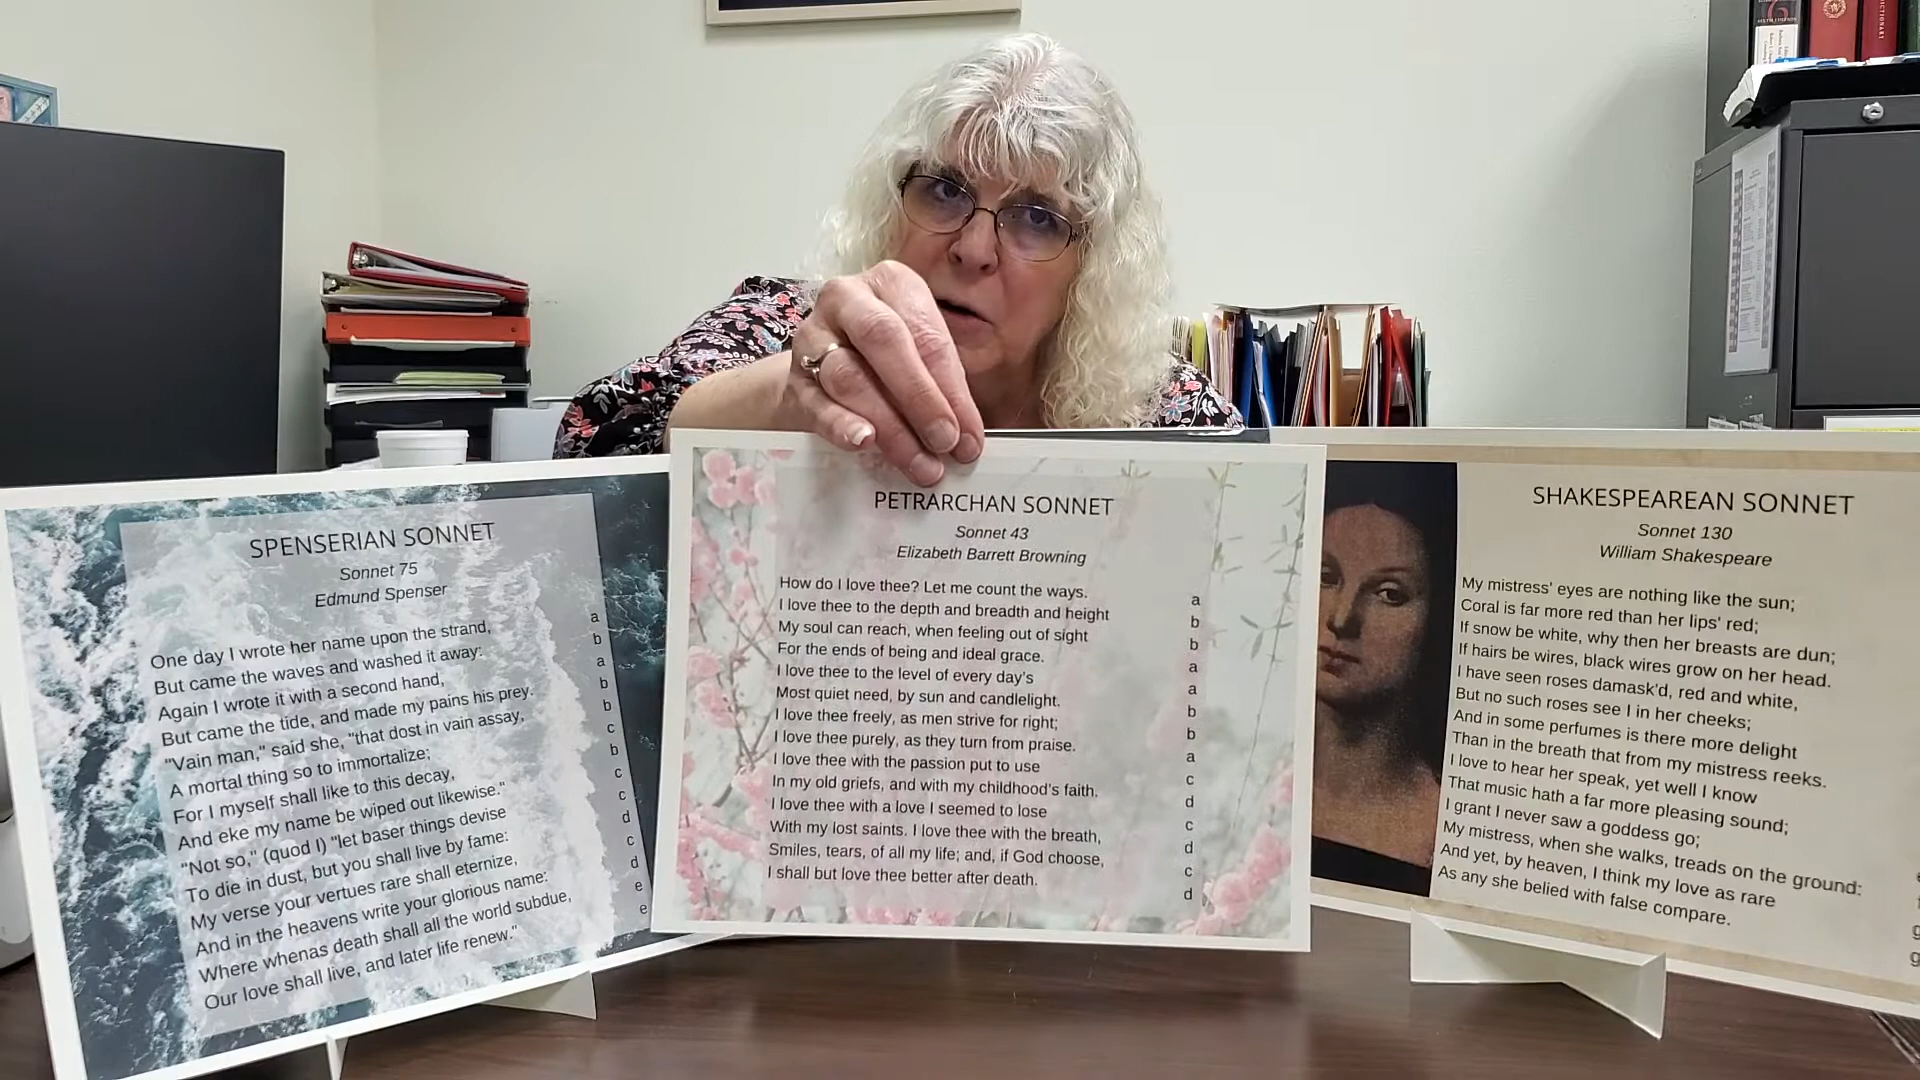 SPENSERIAN SONNET
Sonnet 75
Edmund Spenser
One day I wrote her name upon the strand,
But came the waves and washed it away:
Again I wrote it with a second hand,
But came the tide, and made my pains his prey.
"Vain man," said she, "that dost in vain assay,
A mortal thing so to immortalize;
For I myself shall like to this decay,
And eke my name be wiped out likewise."
"Not so," (quod I) "let baser things devise
To die in dust, but you shall live by fame:
My verse your vertues rare shall eternize,
And in the heavens write your glorious name:
Where whenas death shall all the world subdue,
Our love shall live, and later life renew."
a
b
a
b
b
c
b
c
c
d
c
d
e
e
PETRARCHAN SONNET
Sonnet 43
Elizabeth Barrett Browning
How do I love thee? Let me count the ways.
I love thee to the depth and breadth and height
My soul can reach, when feeling out of sight
For the ends of being and ideal grace.
I love thee to the level of every day's
Most quiet need, by sun and candlelight.
I love thee freely, as men strive for right;
I love thee purely, as they turn from praise.
I love thee with the passion put to use
In my old griefs, and with my childhood's faith.
I love thee with a love I seemed to lose
With my lost saints. I love thee with the breath,
Smiles, tears, of all my life; and, if God choose,
I shall but love thee better after death.
a
b
b
a
a
b
b
a
c
d
c
d
c
d
SHAKESPEAREAN SONNET
Sonnet 130
William Shakespeare
My mistress' eyes are nothing like the sun;
Coral is far more red than her lips' red;
If snow be white, why then her breasts are dun;
If hairs be wires, black wires grow on her head.
I have seen roses damask'd, red and white,
But no such roses see I in her cheeks;
And in some perfumes is there more delight
Than in the breath that from my mistress reeks.
I love to hear her speak, yet well I know
That music hath a far more pleasing sound;
I grant I never saw a goddess go;
My mistress, when she walks, treads on the ground:
And yet, by heaven, I think my love as rare
As any she belied with false compare.
g
g
DICTIONARY